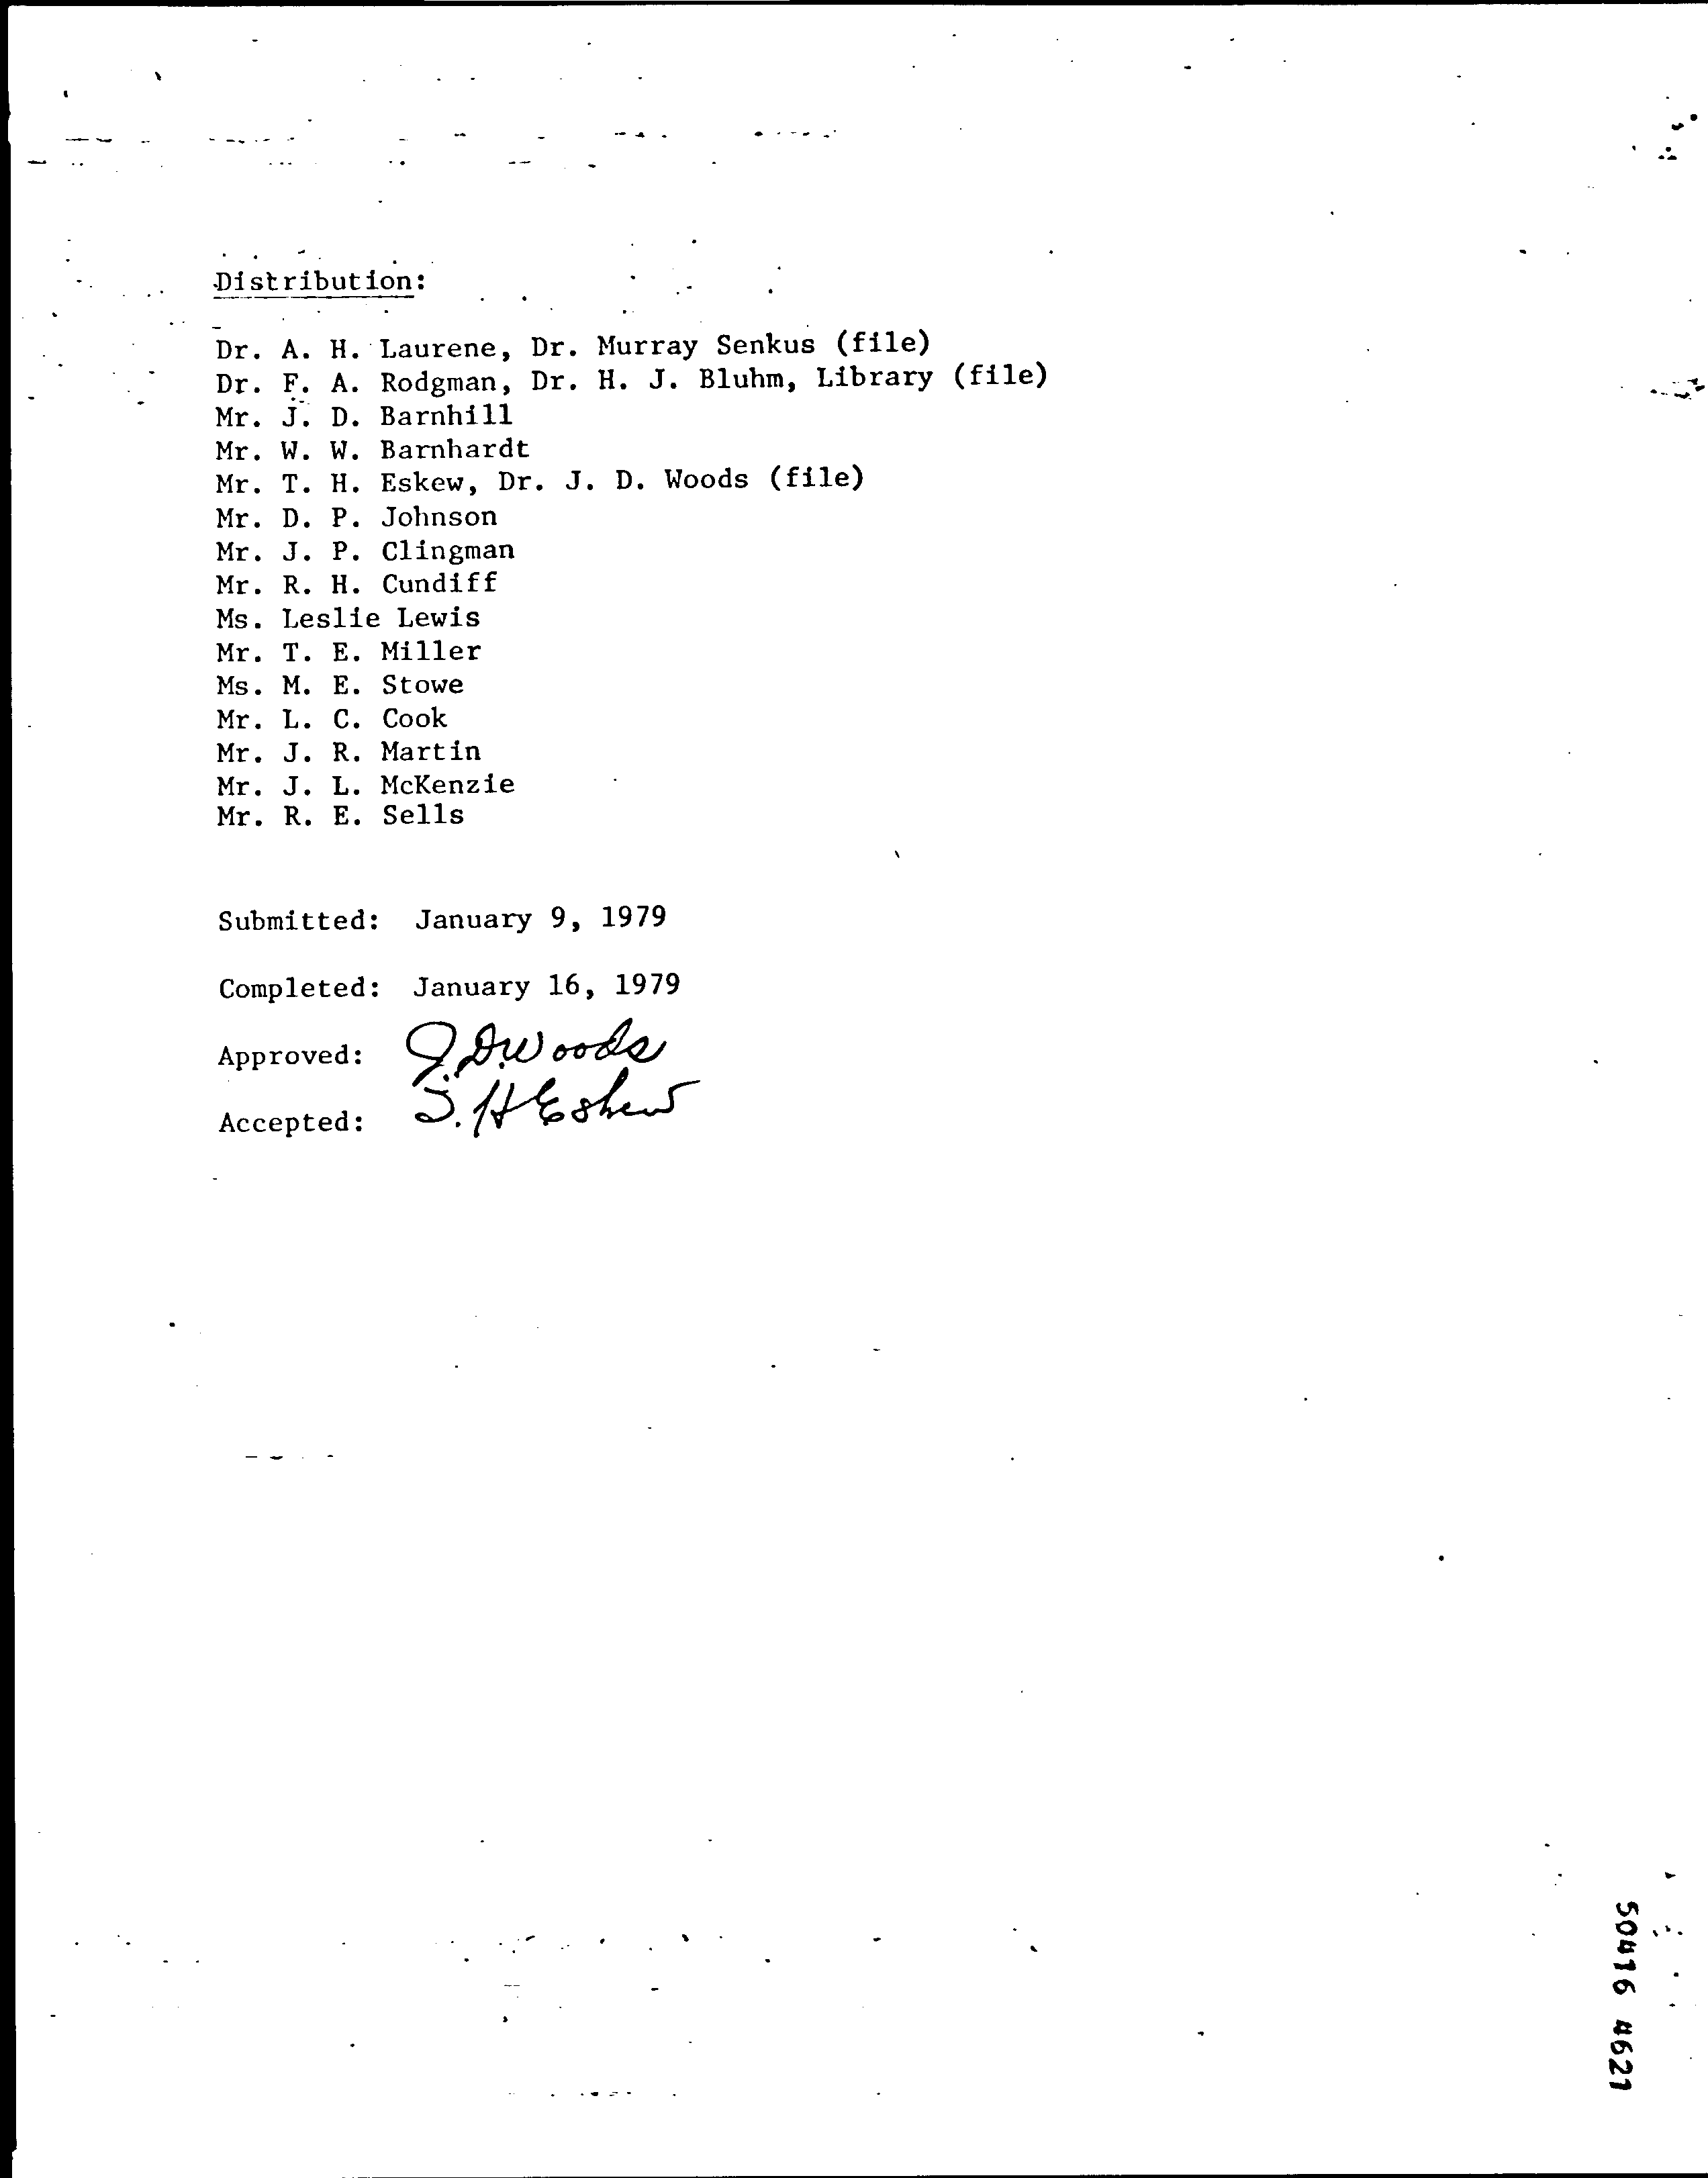 Distribution:
Dr. A. H. Laurene, Dr. Murray Senkus (file)
Dr. F. A. Rodgman, Dr. H. J. Bluhm, Library (file)
Mr. J. D. Barnhill
Mr. W. W. Barnhardt
Mr. T. H. Eskew, Dr. J. D. Woods (file)
Mr. D. P. Johnson
Mr. J. P. Clingman
Mr. R. H. Cundiff
Ms. Leslie Lewis
Mr. T. E. Miller
Ms. M. E. Stowe
Mr. L. C. Cook
Mr. J. R. Martin
Mr. J. L. McKenzie
Mr. R. E. Sells
Submitted: January 9, 1979
Completed: January 16, 1979
Approved: J. D. Woods
Accepted: T. H Eskew
50416 4621